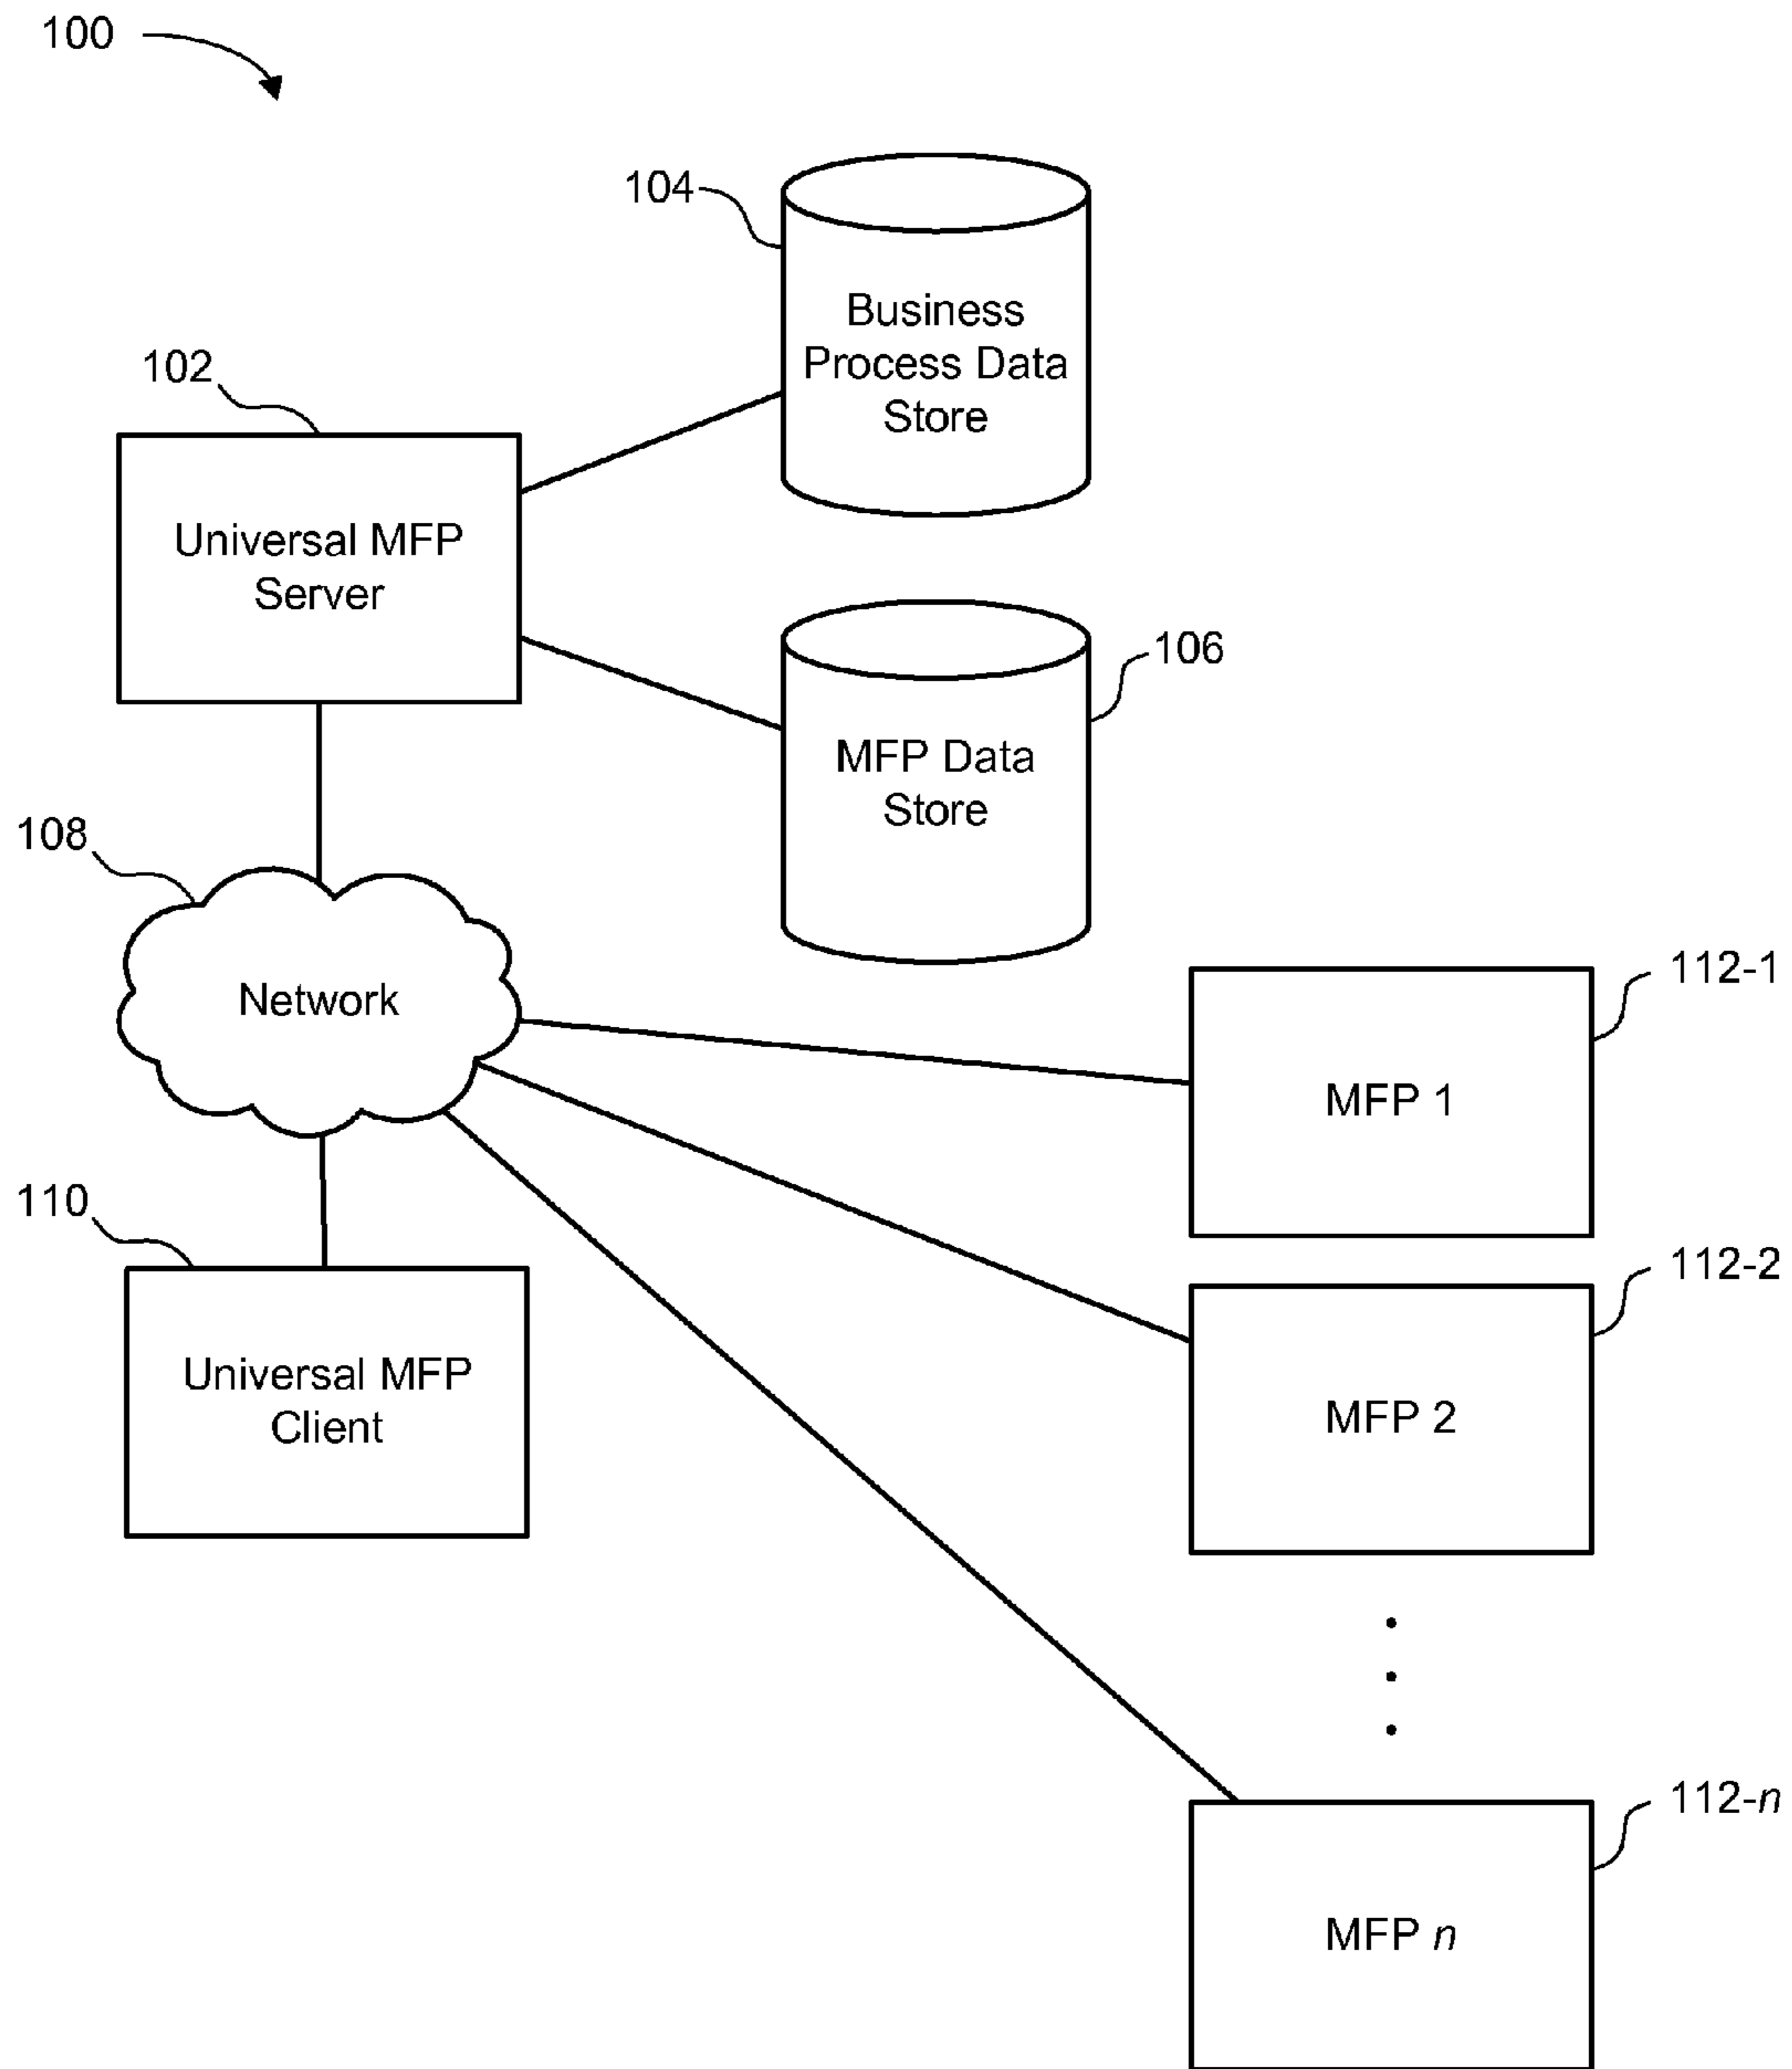 100
104
Business
Process Data
Store
102
Universal MFP
Server
106
MFP Data
Store
108
Network
112-1
MFP 1
110
Universal MFP
Client
112-2
MFP 2
112-n
MFP n